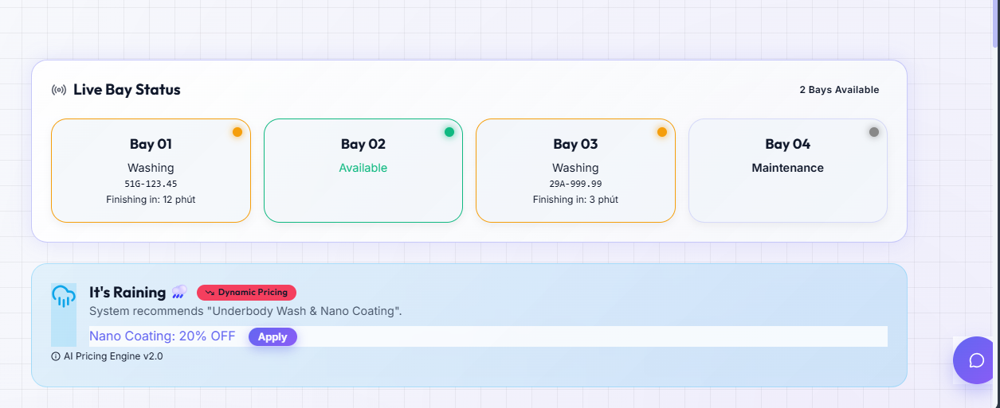 Live Bay Status
2 Bays Available
Bay 01
Washing
51G-123.45
Finishing in: 12 phút
Bay 02
Available
Bay 03
Washing
29A-999.99
Finishing in: 3 phút
Bay 04
Maintenance
It's Raining 🌧️ Dynamic Pricing
System recommends "Underbody Wash & Nano Coating".
Nano Coating: 20% OFF Apply
AI Pricing Engine v2.0